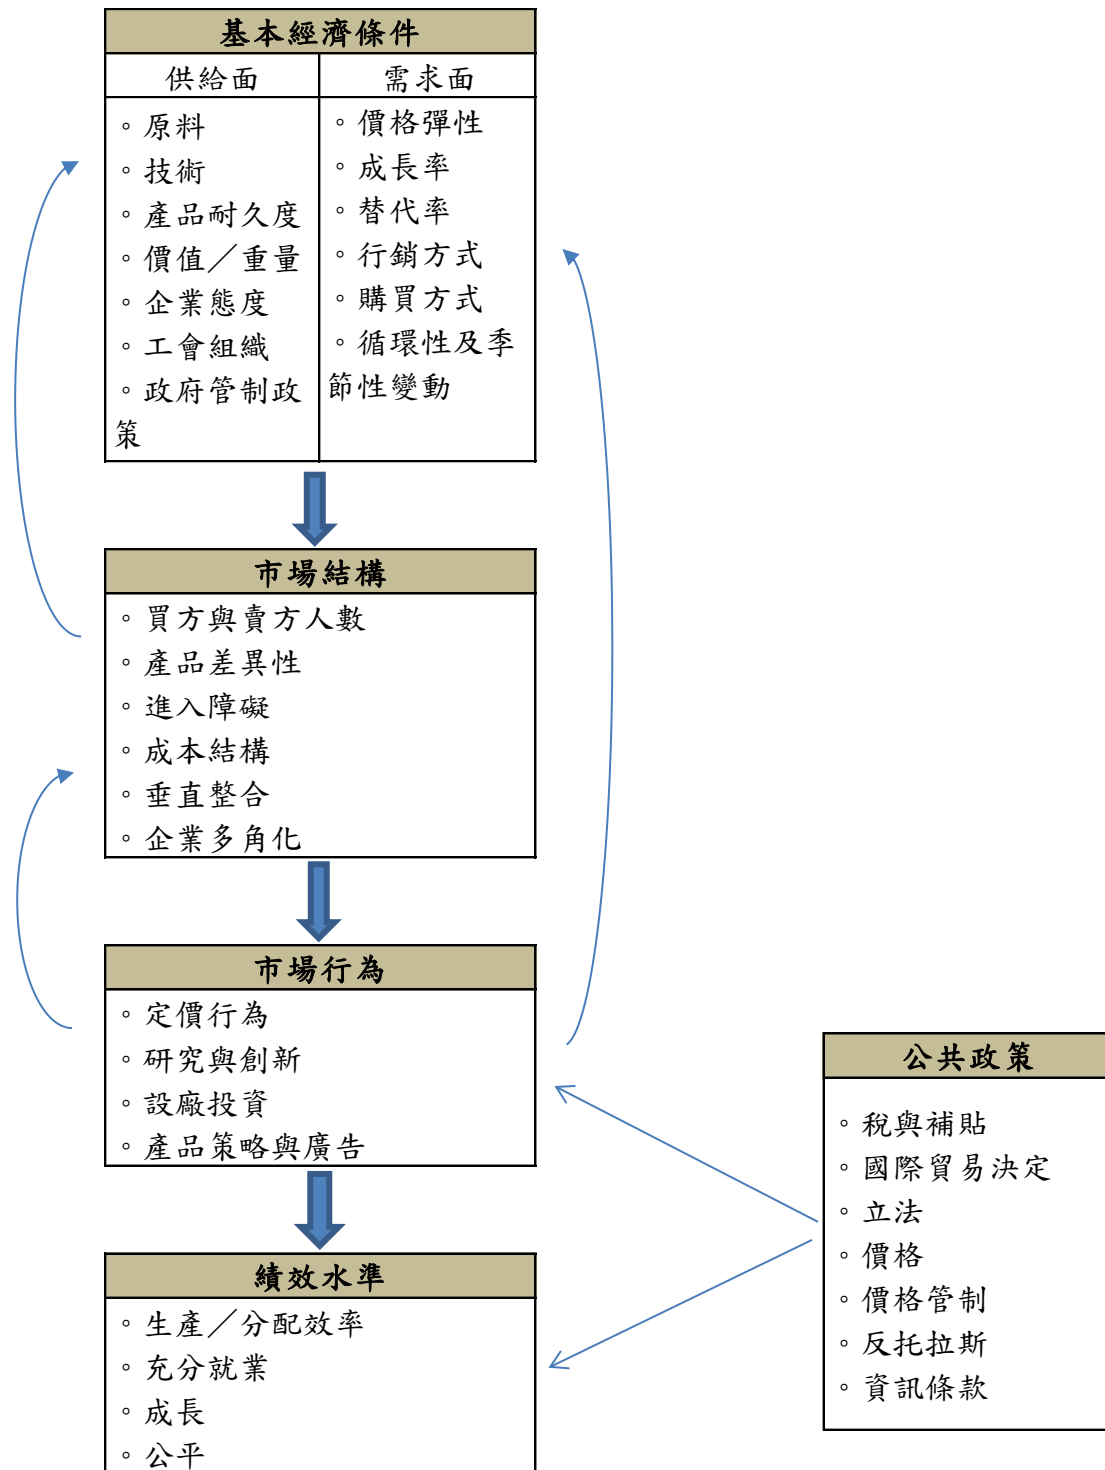 基本經濟條件
供給面
需求面
。原料
。技術
。產品耐久度
。價值／重量
。企業態度
。工會組織
。政府管制政
策
。價格彈性
。成長率
。替代率
。行銷方式
。購買方式
。循環性及季
節性變動
市場結構
。買方與賣方人數
。產品差異性
。進入障礙
。成本結構
。垂直整合
。企業多角化
市場行為
。定價行為
。研究與創新
。設廠投資
。產品策略與廣告
公共政策
。稅與補貼
。國際貿易決定
。立法
。價格
。價格管制
。反托拉斯
。資訊條款
績效水準
。生產／分配效率
。充分就業
。成長
。公平